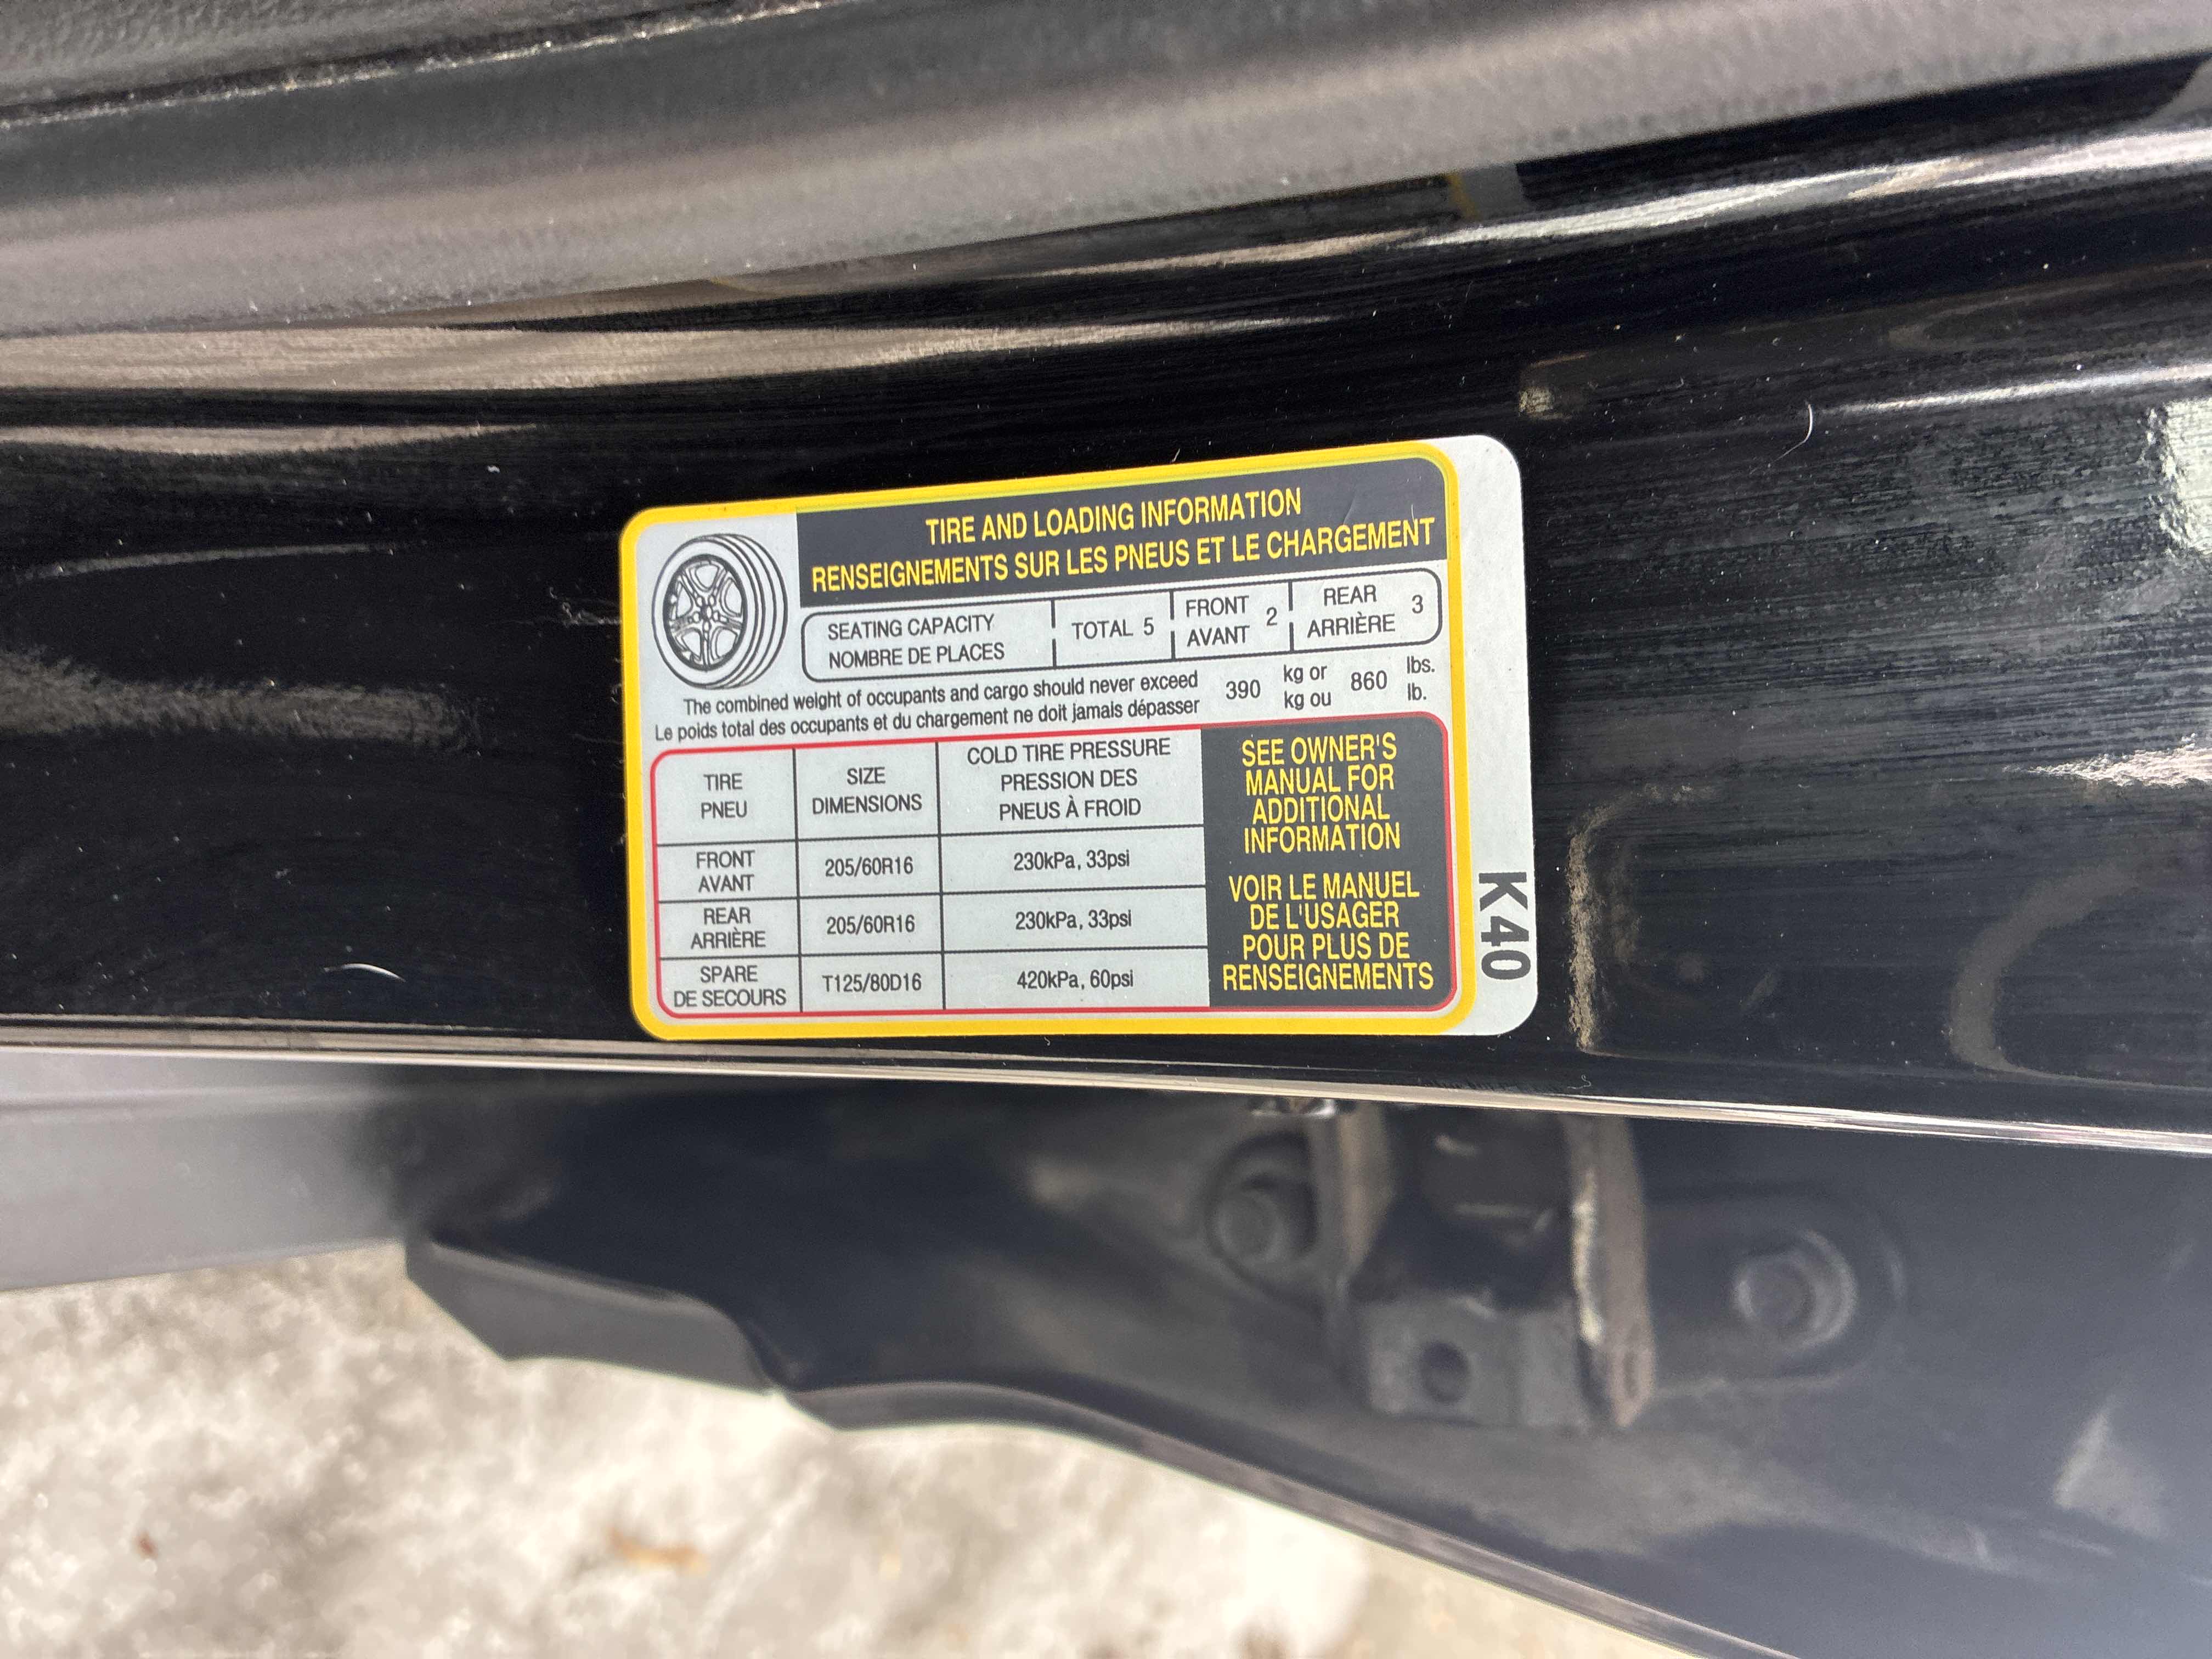 TIRE AND LOADING INFORMATION
RENSEIGNEMENTS SUR LES PNEUS ET LE CHARGEMENT
SEATING CAPACITY
NOMBRE DE PLACES
TOTAL 5
FRONT
AVANT
2
REAR
ARRIÈRE
3
The combined weight of occupants and cargo should never exceed
Le poids total des occupants et du chargement ne doit jamais dépasser
390
kg or
kg ou
860
lbs.
lb.
TIRE
PNEU
SIZE
DIMENSIONS
COLD TIRE PRESSURE
PRESSION DES
PNEUS À FROID
FRONT
AVANT
205/60R16
230kPa, 33psi
REAR
ARRIÈRE
205/60R16
230kPa, 33psi
SPARE
DE SECOURS
T125/80D16
420kPa, 60psi
SEE OWNER'S
MANUAL FOR
ADDITIONAL
INFORMATION
VOIR LE MANUEL
DE L'USAGER
POUR PLUS DE
RENSEIGNEMENTS
K40